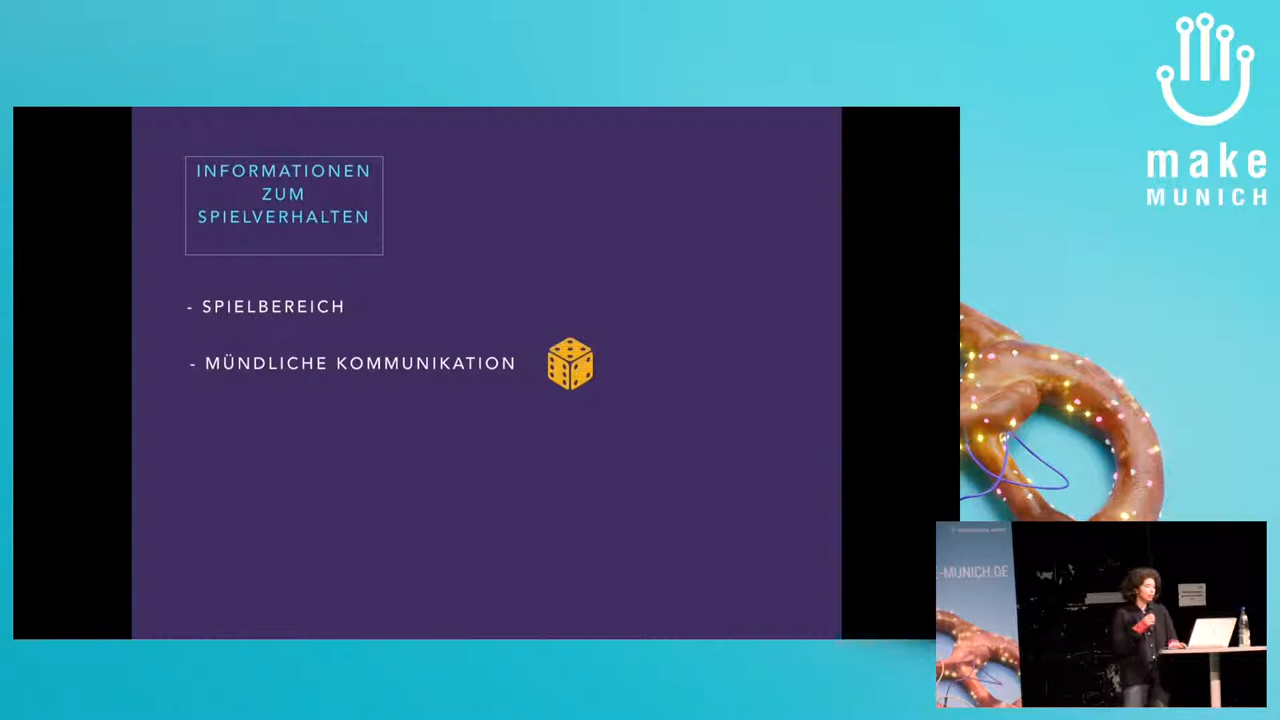 INFORMATIONEN
ZUM
SPIELVERHALTEN
- SPIELBEREICH
- MÜNDLICHE KOMMUNIKATION
make
MUNICH
E-MUNICH.DE